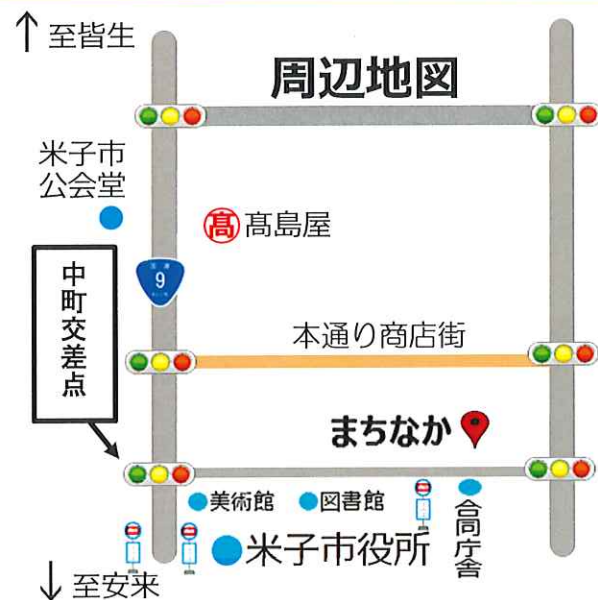 ↑ 至皆生
周辺地図
米子市
公会堂
髙 髙島屋
9
中町交差点
本通り商店街
まちなか
美術館
図書館
合同庁舎
米子市役所
↓ 至安来